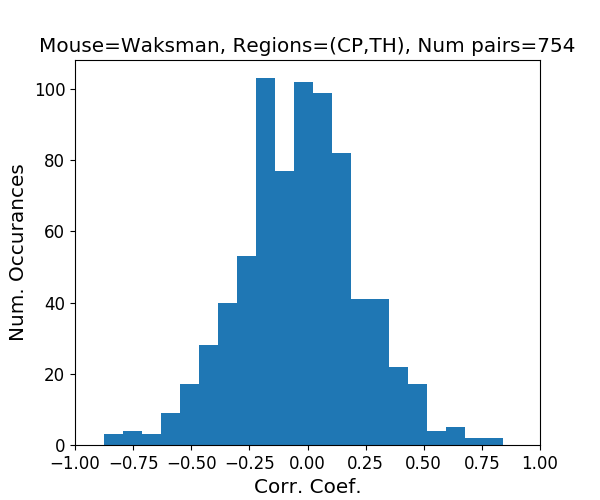 Mouse=Waksman, Regions=(CP,TH), Num pairs=754
Num. Occurances
100
80
60
40
20
0
−1.00 −0.75 −0.50 −0.25 0.00 0.25 0.50 0.75 1.00
Corr. Coef.